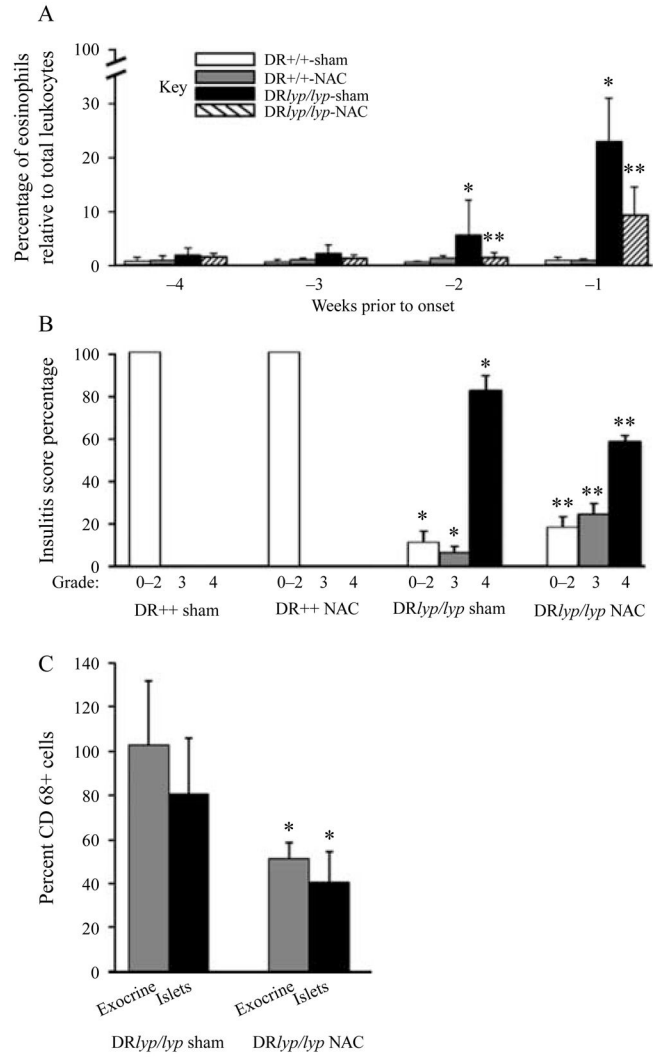 A
Percentage of eosinophils
relative to total leukocytes
100
30
20
10
0
Key
DR+/+-sham
DR+/+-NAC
DRlyp/lyp-sham
DRlyp/lyp-NAC
*
**
*
**
–4 –3 –2 –1
Weeks prior to onset
B
Insulitis score percentage
100
80
60
40
20
0
* * *
** ** **
Grade: 0–2 3 4 0–2 3 4 0–2 3 4 0–2 3 4
DR++ sham DR++ NAC DRlyp/lyp sham DRlyp/lyp NAC
C
Percent CD 68+ cells
140
120
100
80
60
40
20
0
* *
Exocrine Islets Exocrine Islets
DRlyp/lyp sham DRlyp/lyp NAC